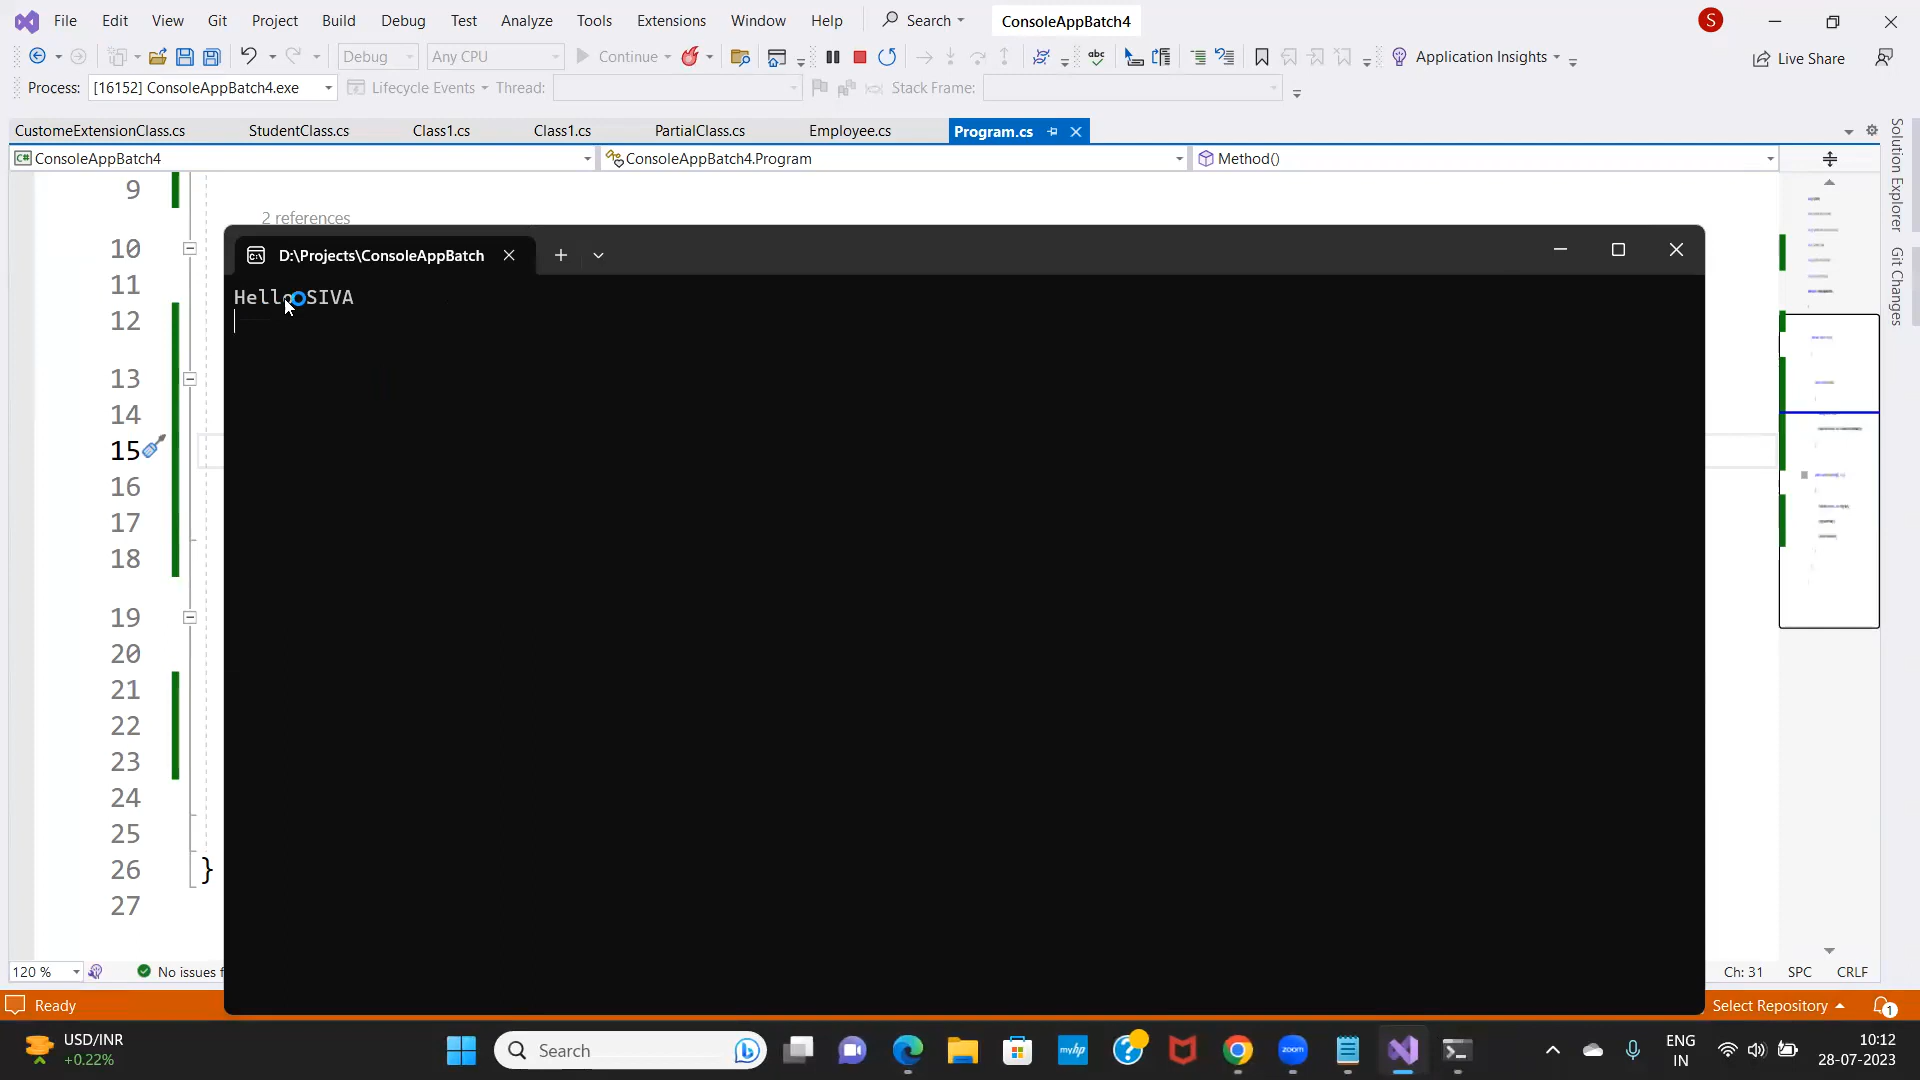 File Edit View Git Project Build Debug Test Analyze Tools Extensions Window Help Search ConsoleAppBatch4 S
Debug Any CPU Continue abc Application Insights Live Share
Process: [16152] ConsoleAppBatch4.exe Lifecycle Events Thread: Stack Frame:
CustomeExtensionClass.cs StudentClass.cs Class1.cs Class1.cs PartialClass.cs Employee.cs Program.cs
C# ConsoleAppBatch4 ConsoleAppBatch4.Program Method()
Solution Explorer
Git Changes
9
2 references
10
11
12
13
14
15
16
17
18
19
20
21
22
23
24
25
26 }
27
D:\Projects\ConsoleAppBatch
Hello SIVA
120 % No issues f Ch: 31 SPC CRLF
Ready Select Repository 1
USD/INR
+0.22%
Search
myhp
zoom
ENG
IN
10:12
28-07-2023